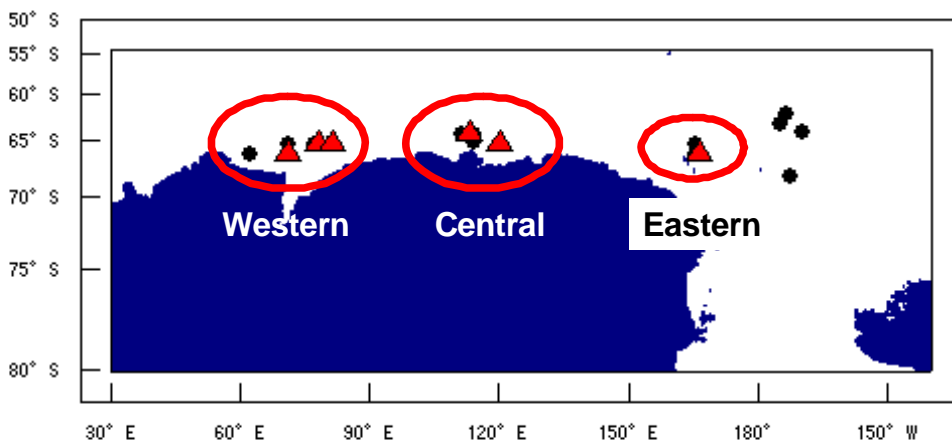 50° S
55° S
60° S
65° S
70° S
75° S
80° S
Western Central Eastern
30° E 60° E 90° E 120° E 150° E 180° 150° W